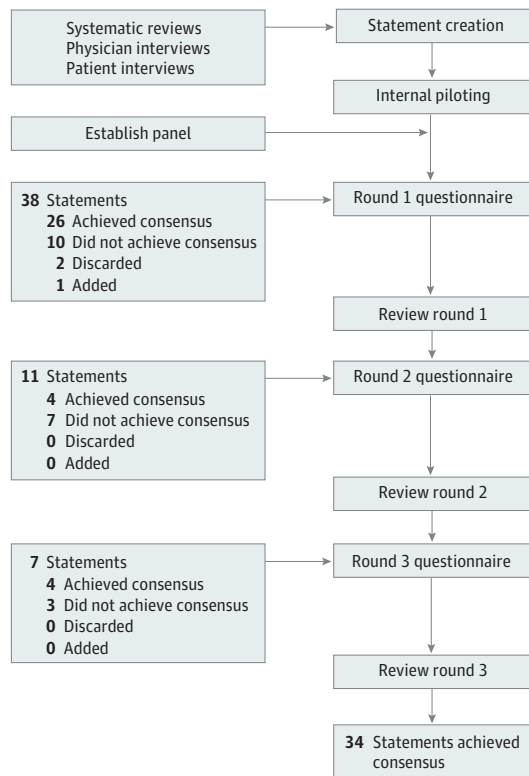 Systematic reviews
Physician interviews
Patient interviews
Statement creation
Internal piloting
Establish panel
38 Statements
26 Achieved consensus
10 Did not achieve consensus
2 Discarded
1 Added
Round 1 questionnaire
Review round 1
11 Statements
4 Achieved consensus
7 Did not achieve consensus
0 Discarded
0 Added
Round 2 questionnaire
Review round 2
7 Statements
4 Achieved consensus
3 Did not achieve consensus
0 Discarded
0 Added
Round 3 questionnaire
Review round 3
34 Statements achieved
consensus